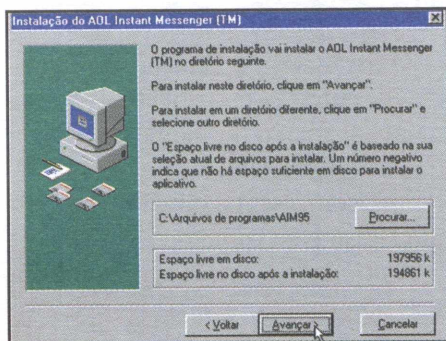 Instalação do AOL Instant Messenger (TM)
O programa de instalação vai instalar o AOL Instant Messenger
(TM) no diretório seguinte.
Para instalar neste diretório, clique em "Avançar".
Para instalar em um diretório diferente, clique em "Procurar" e
selecione outro diretório.
O "Espaço livre no disco após a instalação" é baseado na sua
seleção atual de arquivos para instalar. Um número negativo
indica que não há espaço suficiente em disco para instalar o
aplicativo.
C:\Arquivos de programas\AIM95 Procurar...
Espaço livre em disco: 197956 k
Espaço livre no disco após a instalação: 194861 k
< Voltar Avançar > Cancelar